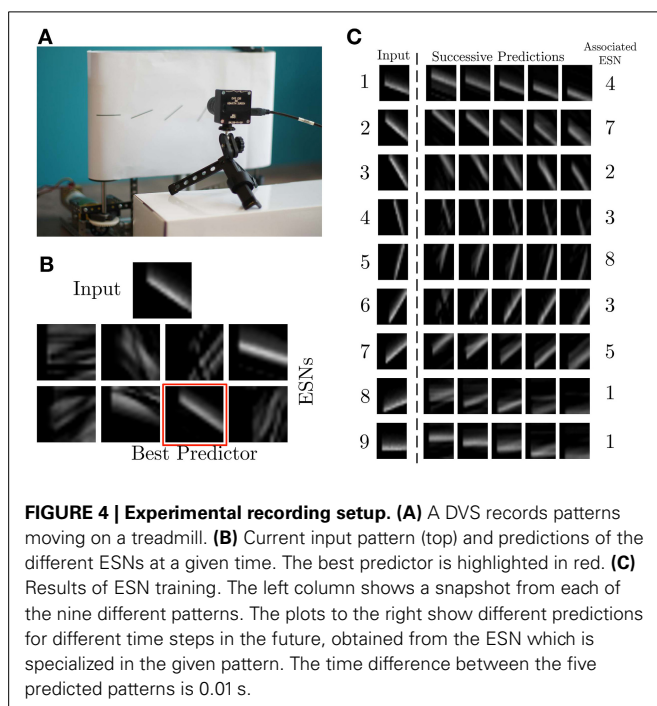 A
C
Input
Successive Predictions
Associated
ESN
1
4
2
7
3
2
4
3
5
8
6
3
7
5
8
1
9
1
B
Input
ESNs
Best Predictor
FIGURE 4 | Experimental recording setup. (A) A DVS records patterns
moving on a treadmill. (B) Current input pattern (top) and predictions of the
different ESNs at a given time. The best predictor is highlighted in red. (C)
Results of ESN training. The left column shows a snapshot from each of
the nine different patterns. The plots to the right show different predictions
for different time steps in the future, obtained from the ESN which is
specialized in the given pattern. The time difference between the five
predicted patterns is 0.01 s.